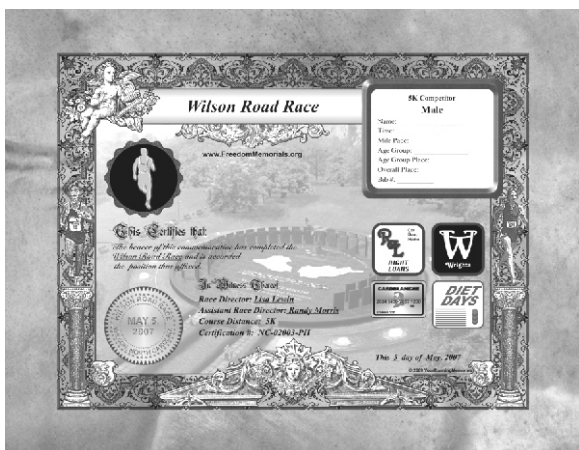 Wilson Road Race
www.FreedomMemorials.org
5K Competitor
Male
Name:
Time:
Male Place:
Age Group:
Age Group Place:
Overall Place:
Bib #:
This Certifies that
The bearer of this commemorative has completed the
Wilson Road Race and is accorded
the position thus affixed.
In Witness Thereof
Race Director: Lisa Lewin
Assistant Race Director: Randy Morris
Course Distance: 5K
Certification #: NC-02003-PH
MAY 5
2007
RIGHT
LOANS
W
Wrights
DIET
DAYS
This 5 day of May, 2007